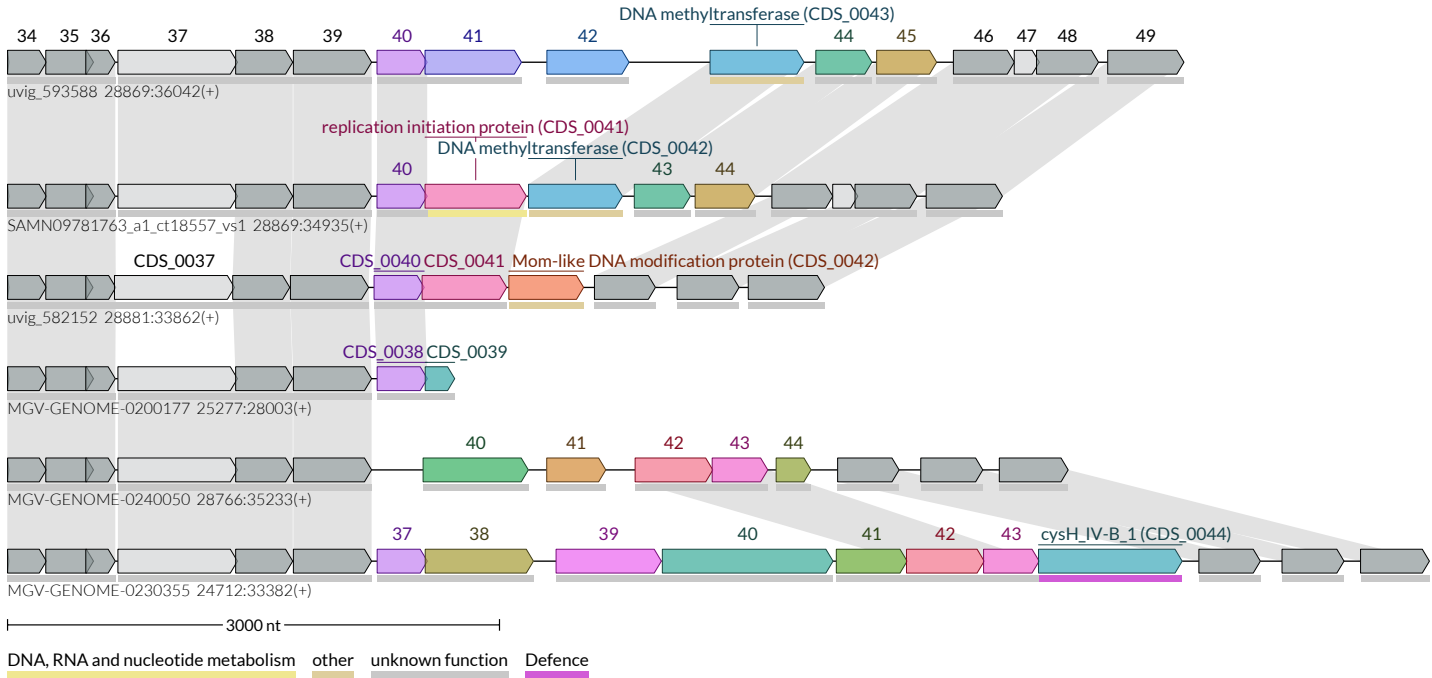 DNA methyltransferase (CDS_0043)
34 35 36 37 38 39 40 41 42 44 45 46 47 48 49
uvig_593588 28869:36042(+)
replication initiation protein (CDS_0041)
DNA methyltransferase (CDS_0042)
40 43 44
SAMN09781763_a1_ct18557_vs1 28869:34935(+)
CDS_0037 CDS_0040 CDS_0041 Mom-like DNA modification protein (CDS_0042)
uvig_582152 28881:33862(+)
CDS_0038 CDS_0039
MGV-GENOME-0200177 25277:28003(+)
40 41 42 43 44
MGV-GENOME-0240050 28766:35233(+)
37 38 39 40 41 42 43 cysH_IV-B_1 (CDS_0044)
MGV-GENOME-0230355 24712:33382(+)
3000 nt
DNA, RNA and nucleotide metabolism other unknown function Defence